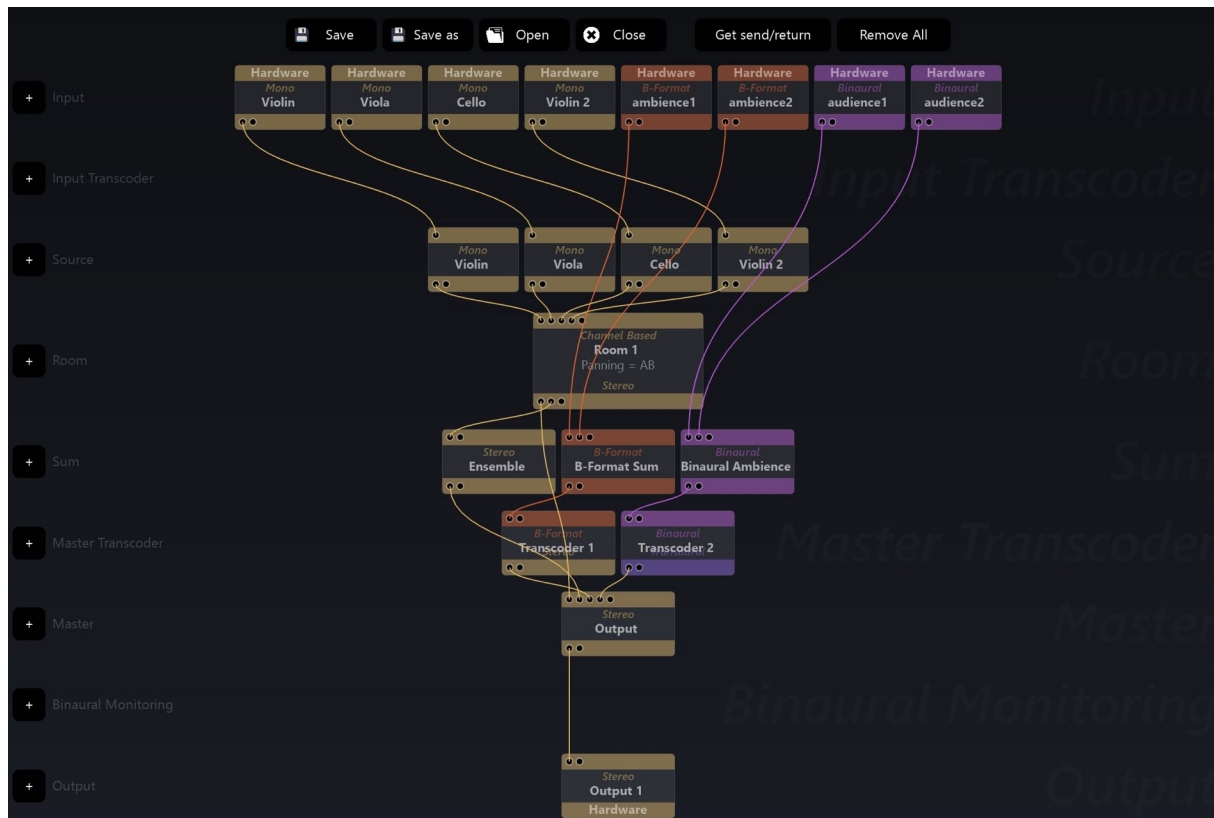 Save
Save as
Open
Close
Get send/return
Remove All
Input
Hardware
Mono
Violin
Hardware
Mono
Viola
Hardware
Mono
Cello
Hardware
Mono
Violin 2
Hardware
B-Format
ambience1
Hardware
B-Format
ambience2
Hardware
Binaural
audience1
Hardware
Binaural
audience2
Input
+
Input Transcoder
+
Input Transcoder
Source
+
Mono
Violin
Mono
Viola
Mono
Cello
Mono
Violin 2
Source
+
Room
Channel Based
Room 1
Panning = AB
Stereo
Room
+
Sum
Stereo
Ensemble
B-Format
B-Format Sum
Binaural
Binaural Ambience
Sum
+
Master Transcoder
B-Format
Transcoder 1
Stereo
Binaural
Transcoder 2
Master Transcoder
+
Master
Stereo
Output
Master
+
Binaural Monitoring
Binaural Monitoring
+
Output
Stereo
Output 1
Hardware
Output
+